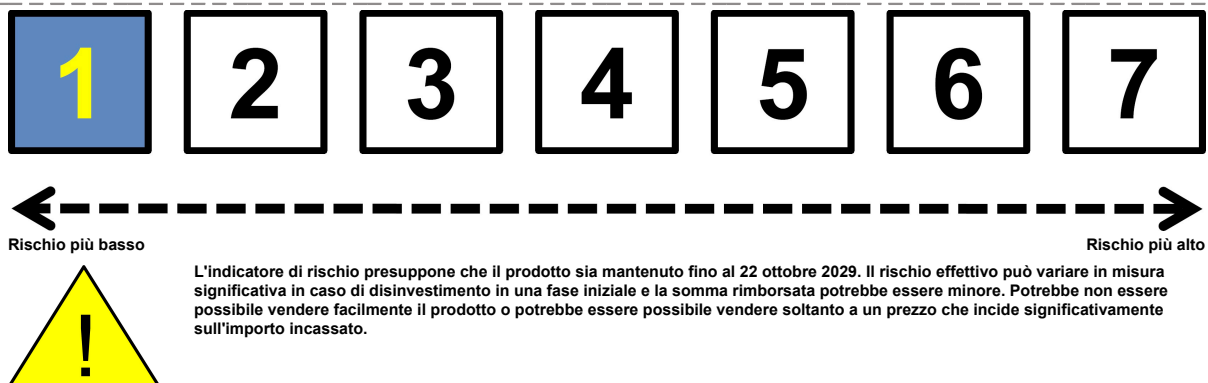 1 2 3 4 5 6 7
Rischio più basso Rischio più alto
L'indicatore di rischio presuppone che il prodotto sia mantenuto fino al 22 ottobre 2029. Il rischio effettivo può variare in misura
significativa in caso di disinvestimento in una fase iniziale e la somma rimborsata potrebbe essere minore. Potrebbe non essere
possibile vendere facilmente il prodotto o potrebbe essere possibile vendere soltanto a un prezzo che incide significativamente
sull'importo incassato.
!